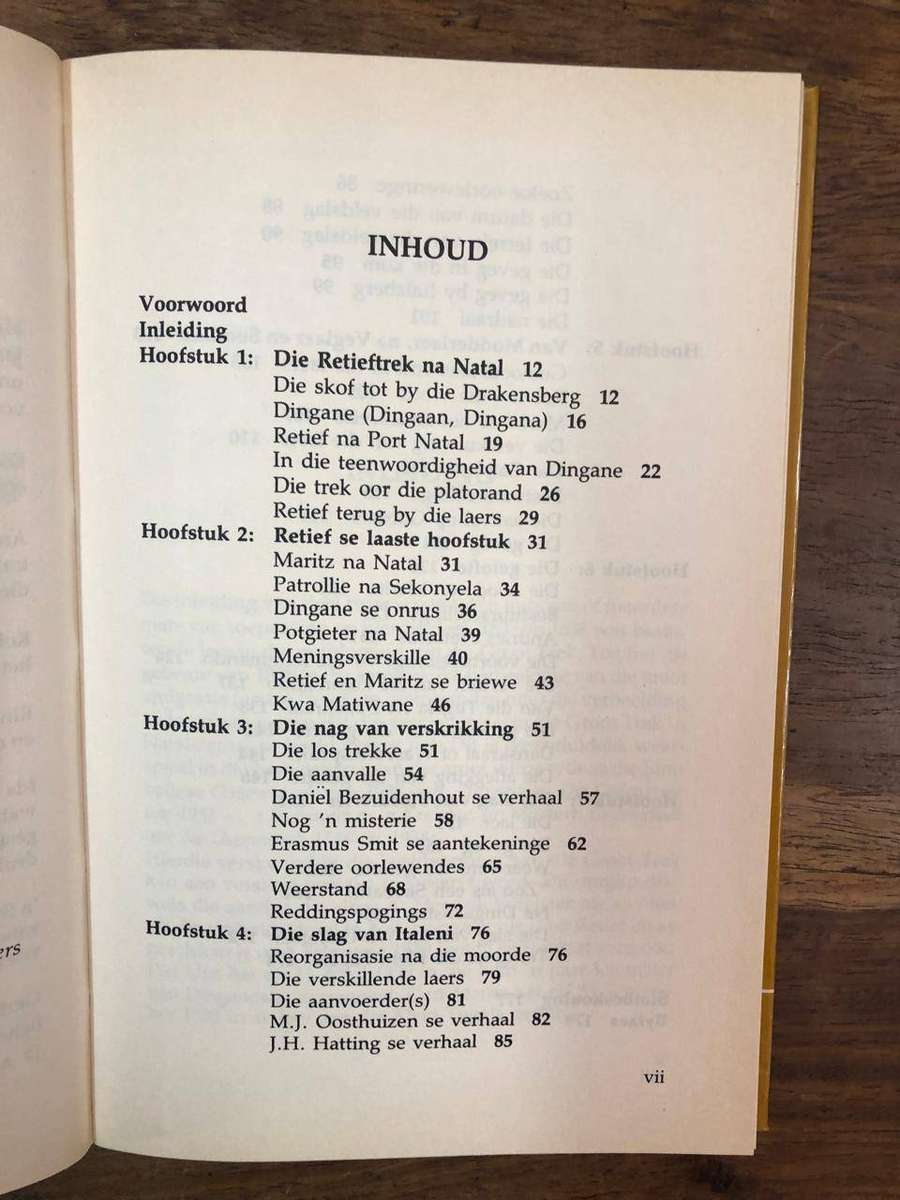 INHOUD
Voorwoord
Inleiding
Hoofstuk 1: Die Retieftrek na Natal 12
Die skof tot by die Drakensberg 12
Dingane (Dingaan, Dingana) 16
Retief na Port Natal 19
In die teenwoordigheid van Dingane 22
Die trek oor die platorand 26
Retief terug by die laers 29
Hoofstuk 2: Retief se laaste hoofstuk 31
Maritz na Natal 31
Patrollie na Sekonyela 34
Dingane se onrus 36
Potgieter na Natal 39
Meningsverskille 40
Retief en Maritz se briewe 43
Kwa Matiwane 46
Hoofstuk 3: Die nag van verskrikking 51
Die los trekke 51
Die aanvalle 54
Daniël Bezuidenhout se verhaal 57
Nog 'n misterie 58
Erasmus Smit se aantekeninge 62
Verdere oorlewendes 65
Weerstand 68
Reddingspogings 72
Hoofstuk 4: Die slag van Italeni 76
Reorganisasie na die moorde 76
Die verskillende laers 79
Die aanvoerder(s) 81
M.J. Oosthuizen se verhaal 82
J.H. Hatting se verhaal 85
vii